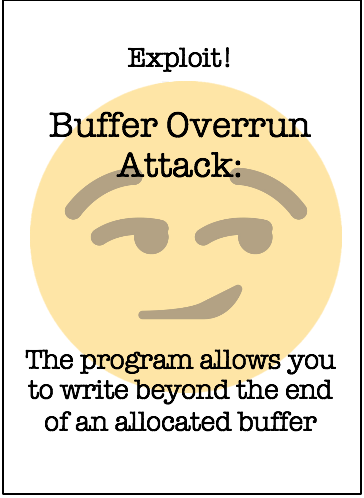 Exploit!
Buffer Overrun
Attack:
The program allows you
to write beyond the end
of an allocated buffer